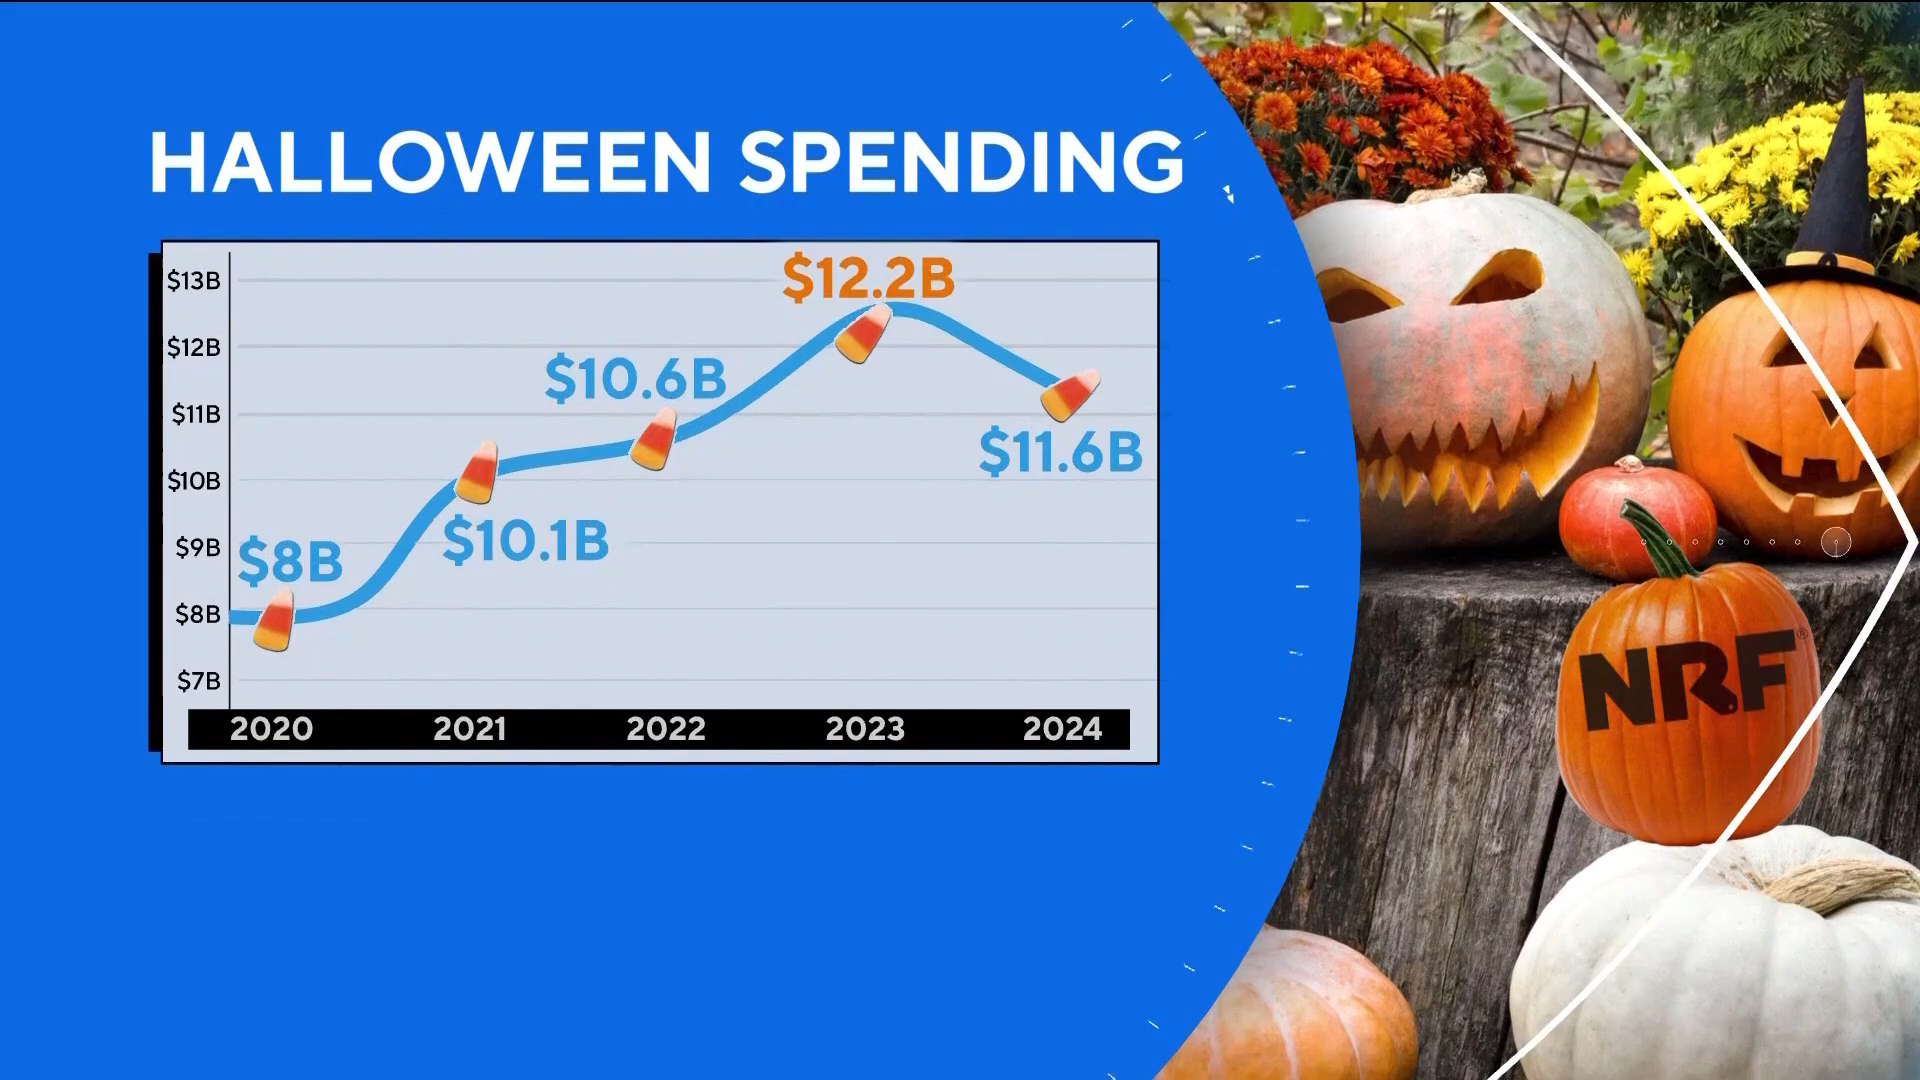 HALLOWEEN SPENDING
$13B
$12B
$11B
$10B
$9B
$8B
$7B
$8B
$10.1B
$10.6B
$12.2B
$11.6B
2020 2021 2022 2023 2024
NRF®